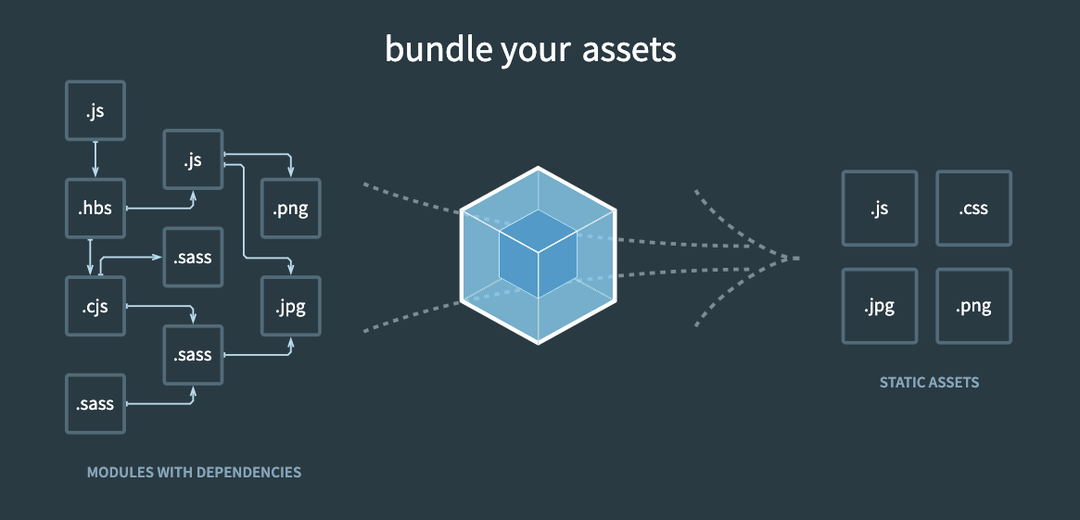 bundle your assets
.js
.js
.hbs
.png
.sass
.cjs
.jpg
.sass
.sass
MODULES WITH DEPENDENCIES
.js
.css
.jpg
.png
STATIC ASSETS